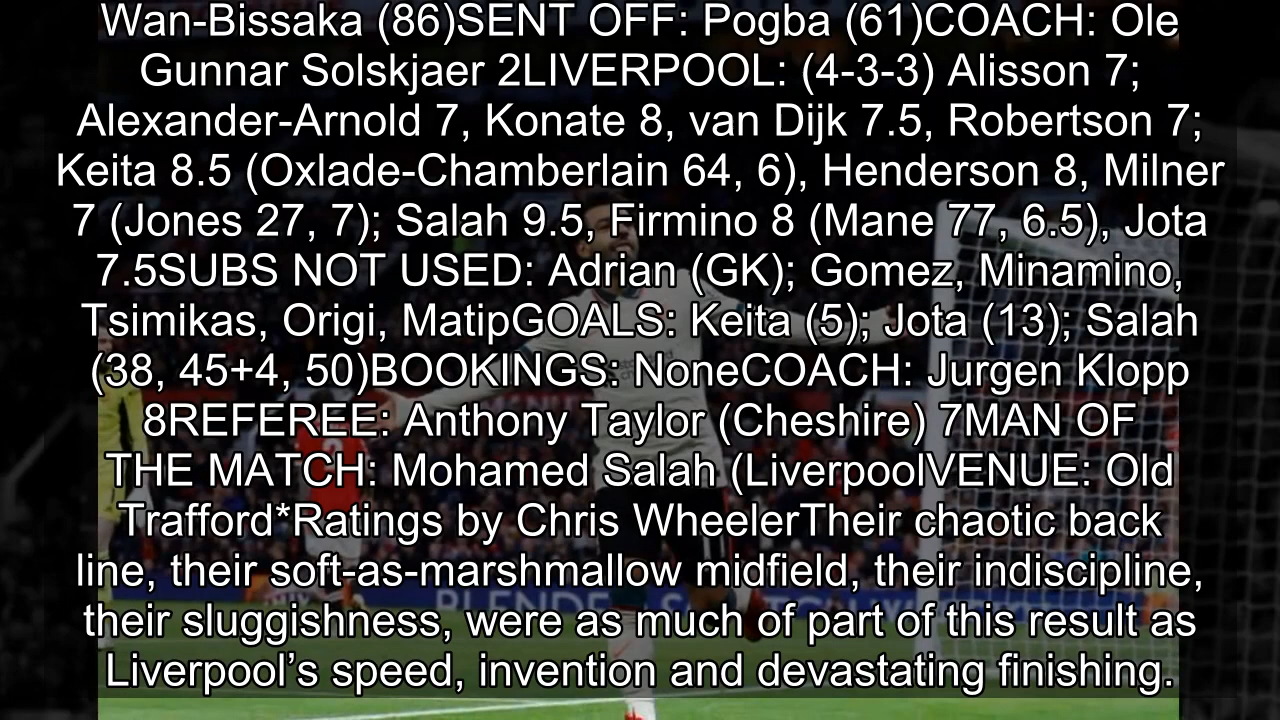 Wan-Bissaka (86)SENT OFF: Pogba (61)COACH: Ole
Gunnar Solskjaer 2LIVERPOOL: (4-3-3) Alisson 7;
Alexander-Arnold 7, Konate 8, van Dijk 7.5, Robertson 7;
Keita 8.5 (Oxlade-Chamberlain 64, 6), Henderson 8, Milner
7 (Jones 27, 7); Salah 9.5, Firmino 8 (Mane 77, 6.5), Jota
7.5SUBS NOT USED: Adrian (GK); Gomez, Minamino,
Tsimikas, Origi, MatipGOALS: Keita (5); Jota (13); Salah
(38, 45+4, 50)BOOKINGS: NoneCOACH: Jurgen Klopp
8REFEREE: Anthony Taylor (Cheshire) 7MAN OF
THE MATCH: Mohamed Salah (LiverpoolVENUE: Old
Trafford*Ratings by Chris WheelerTheir chaotic back
line, their soft-as-marshmallow midfield, their indiscipline,
their sluggishness, were as much of part of this result as
Liverpool’s speed, invention and devastating finishing.